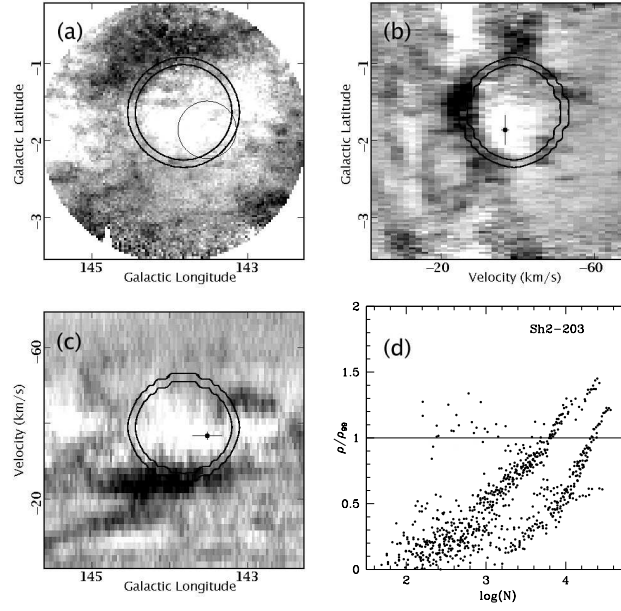 (a)
Galactic Latitude
-1
-2
-3
145
143
Galactic Longitude
(b)
Galactic Latitude
-1
-2
-3
-20
-60
Velocity (km/s)
(c)
Velocity (km/s)
-60
-20
145
143
Galactic Longitude
(d)
Sh2-203
ρ/ρ99
2
1.5
1
0.5
0
2
3
4
log(N)